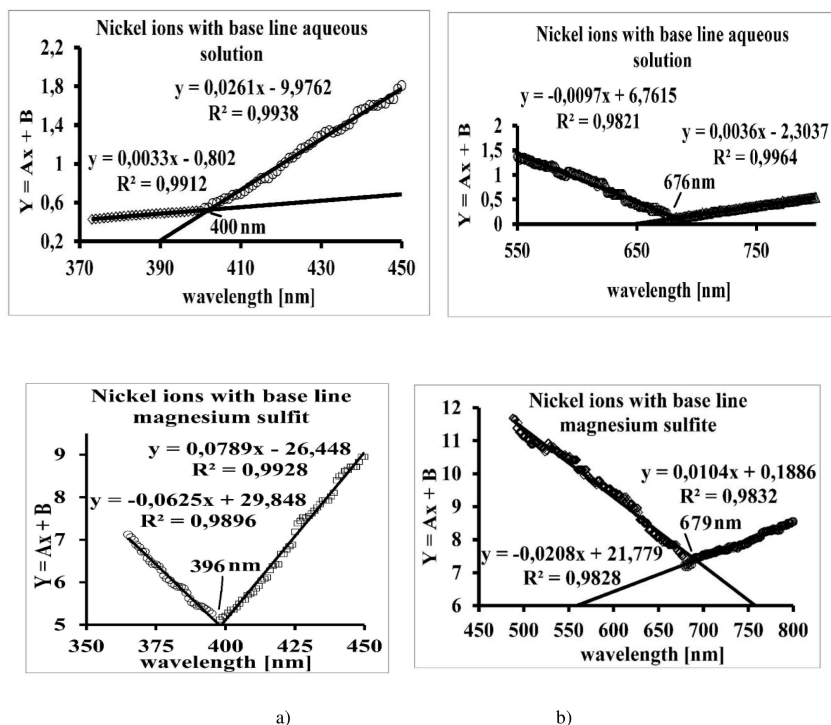 Nickel ions with base line aqueous
solution
2,2
1,8
1,4
1
0,6
0,2
370
390
410
430
450
y = 0,0261x - 9,9762
R² = 0,9938
y = 0,0033x - 0,802
R² = 0,9912
400 nm
Y = Ax + B
wavelength [nm]
Nickel ions with base line aqueous
solution
y = -0,0097x + 6,7615
R² = 0,9821
y = 0,0036x - 2,3037
R² = 0,9964
2
1,5
1
0,5
0
550
650
750
676 nm
Y = Ax + B
wavelength [nm]
Nickel ions with base line
magnesium sulfit
9
8
7
6
5
350
375
400
425
450
y = 0,0789x - 26,448
R² = 0,9928
y = -0,0625x + 29,848
R² = 0,9896
396 nm
Y = Ax + B
wavelength [nm]
Nickel ions with base line
magnesium sulfite
12
11
10
9
8
7
6
450
500
550
600
650
700
750
800
y = 0,0104x + 0,1886
R² = 0,9832
679nm
y = -0,0208x + 21,779
R² = 0,9828
Y = Ax + B
wavelength [nm]
a)
b)